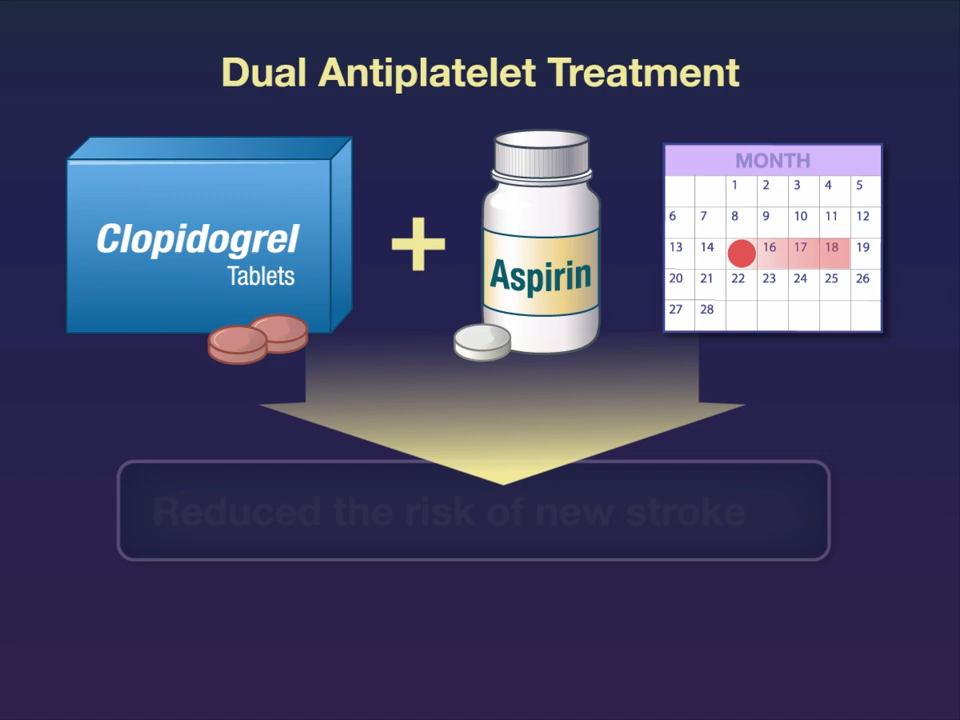 Dual Antiplatelet Treatment
Clopidogrel
Tablets
+
Aspirin
MONTH
1 2 3 4 5
6 7 8 9 10 11 12
13 14 16 17 18 19
20 21 22 23 24 25 26
27 28
Reduced the risk of new stroke